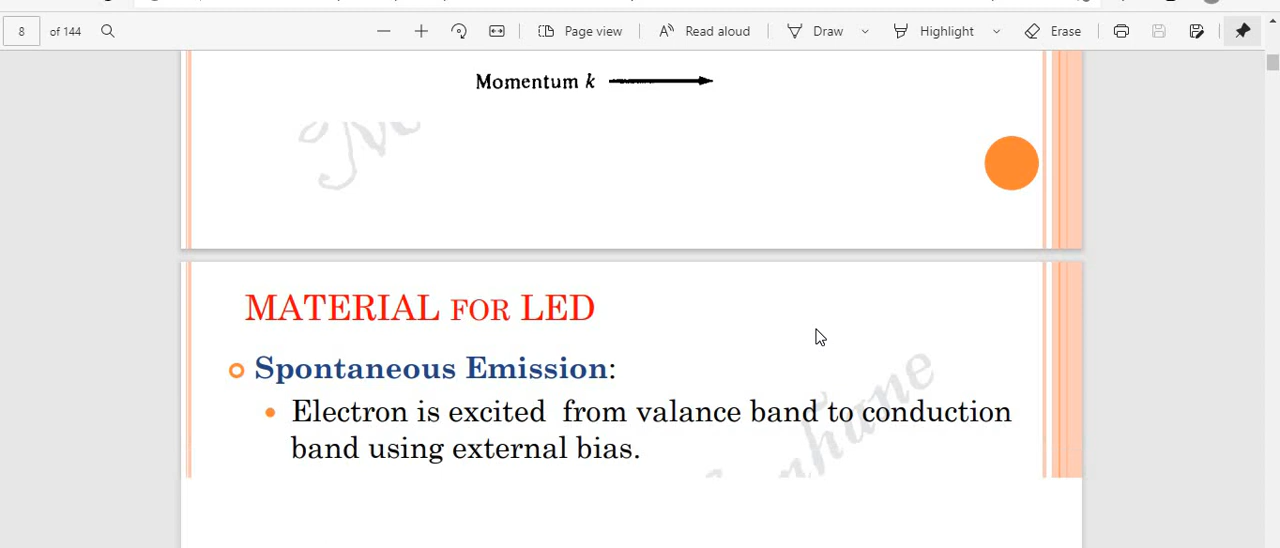 8 of 144 Page view Read aloud Draw Highlight Erase
Momentum k
MATERIAL FOR LED
Spontaneous Emission:
Electron is excited from valance band to conduction
band using external bias.